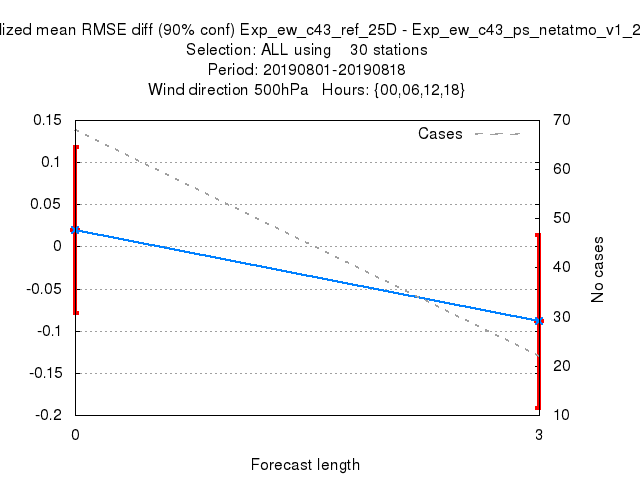 lized mean RMSE diff (90% conf) Exp_ew_c43_ref_25D - Exp_ew_c43_ps_netatmo_v1_2
Selection: ALL using 30 stations
Period: 20190801-20190818
Wind direction 500hPa Hours: {00,06,12,18}
Cases
0.15
0.1
0.05
0
-0.05
-0.1
-0.15
-0.2
70
60
50
40
30
20
10
No cases
0
3
Forecast length